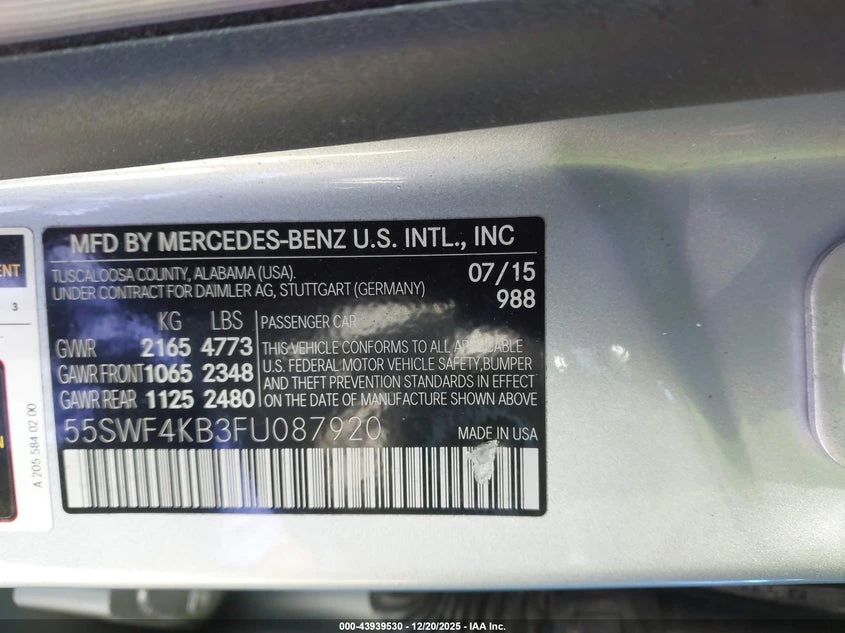 MFD BY MERCEDES-BENZ U.S. INTL., INC
TUSCALOOSA COUNTY, ALABAMA (USA). 07/15
UNDER CONTRACT FOR DAIMLER AG, STUTTGART (GERMANY) 988
KG LBS PASSENGER CAR
GVWR 2165 4773 THIS VEHICLE CONFORMS TO ALL APPLICABLE
U.S. FEDERAL MOTOR VEHICLE SAFETY,BUMPER
GAWR FRONT 1065 2348 AND THEFT PREVENTION STANDARDS IN EFFECT
GAWR REAR 1125 2480 ON THE DATE OF MANUFACTURE SHOWN ABOVE
55SWF4KB3FU087920 MADE IN USA
3
A 205 584 02 00
000-43939530 - 12/20/2025 - IAA Inc.